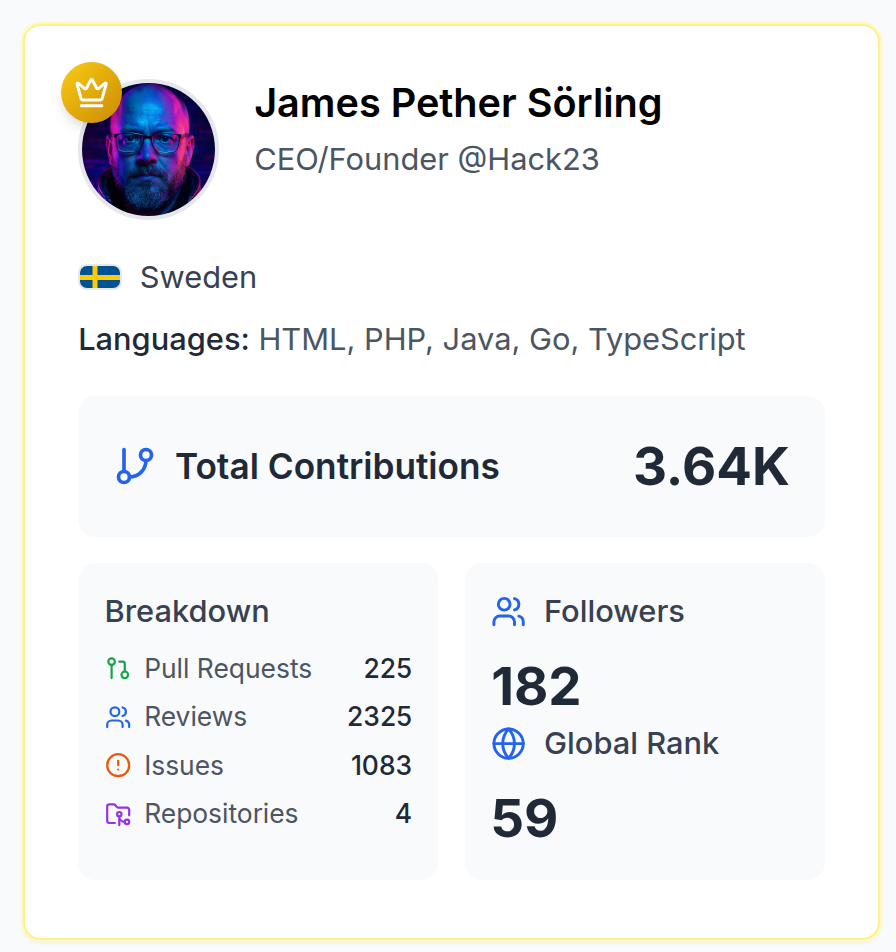 James Pether Sörling
CEO/Founder @Hack23
Sweden
Languages: HTML, PHP, Java, Go, TypeScript
Total Contributions 3.64K
Breakdown
Pull Requests 225
Reviews 2325
Issues 1083
Repositories 4
Followers
182
Global Rank
59